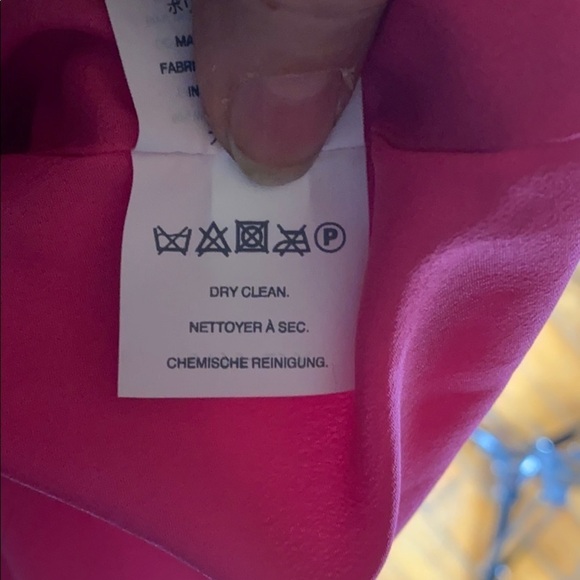 MA
FABRI
IN
P
DRY CLEAN.
NETTOYER À SEC.
CHEMISCHE REINIGUNG.